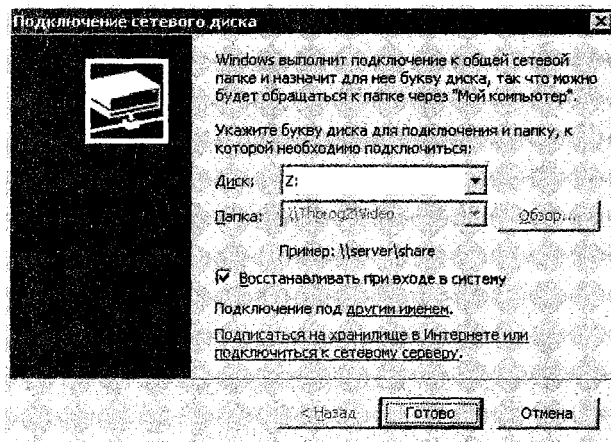 Подключение сетевого диска
Windows выполнит подключение к общей сетевой
папке и назначит для нее букву диска, так что можно
будет обращаться к папке через "Мой компьютер".
Укажите букву диска для подключения и папку, к
которой необходимо подключиться:
Диск: Z:
Папка: Обзор...
Пример: \\server\share
Восстанавливать при входе в систему
Подключение под другим именем.
Подписаться на хранилище в Интернете или
подключиться к сетевому серверу.
< Назад Готово Отмена